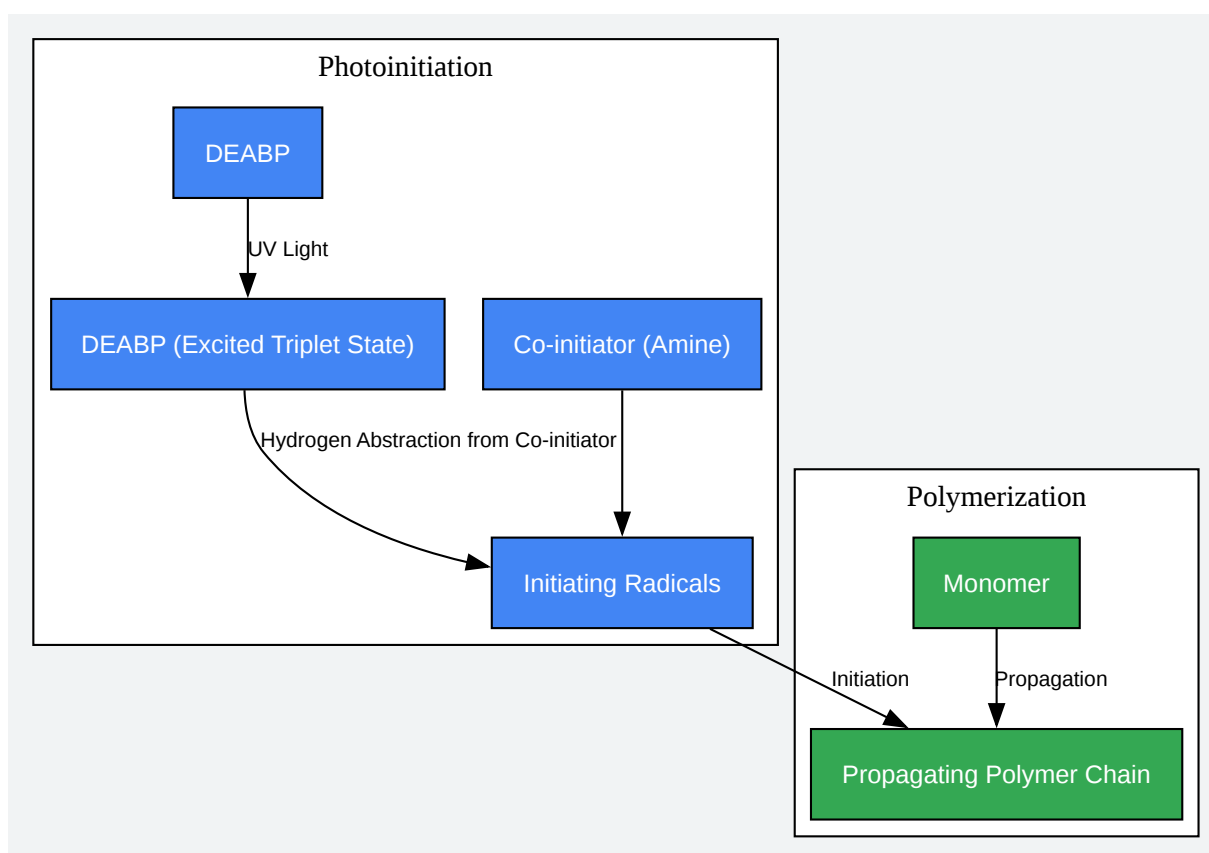 Photoinitiation
DEABP
UV Light
DEABP (Excited Triplet State)
Co-initiator (Amine)
Hydrogen Abstraction from Co-initiator
Initiating Radicals
Polymerization
Monomer
Initiation
Propagation
Propagating Polymer Chain